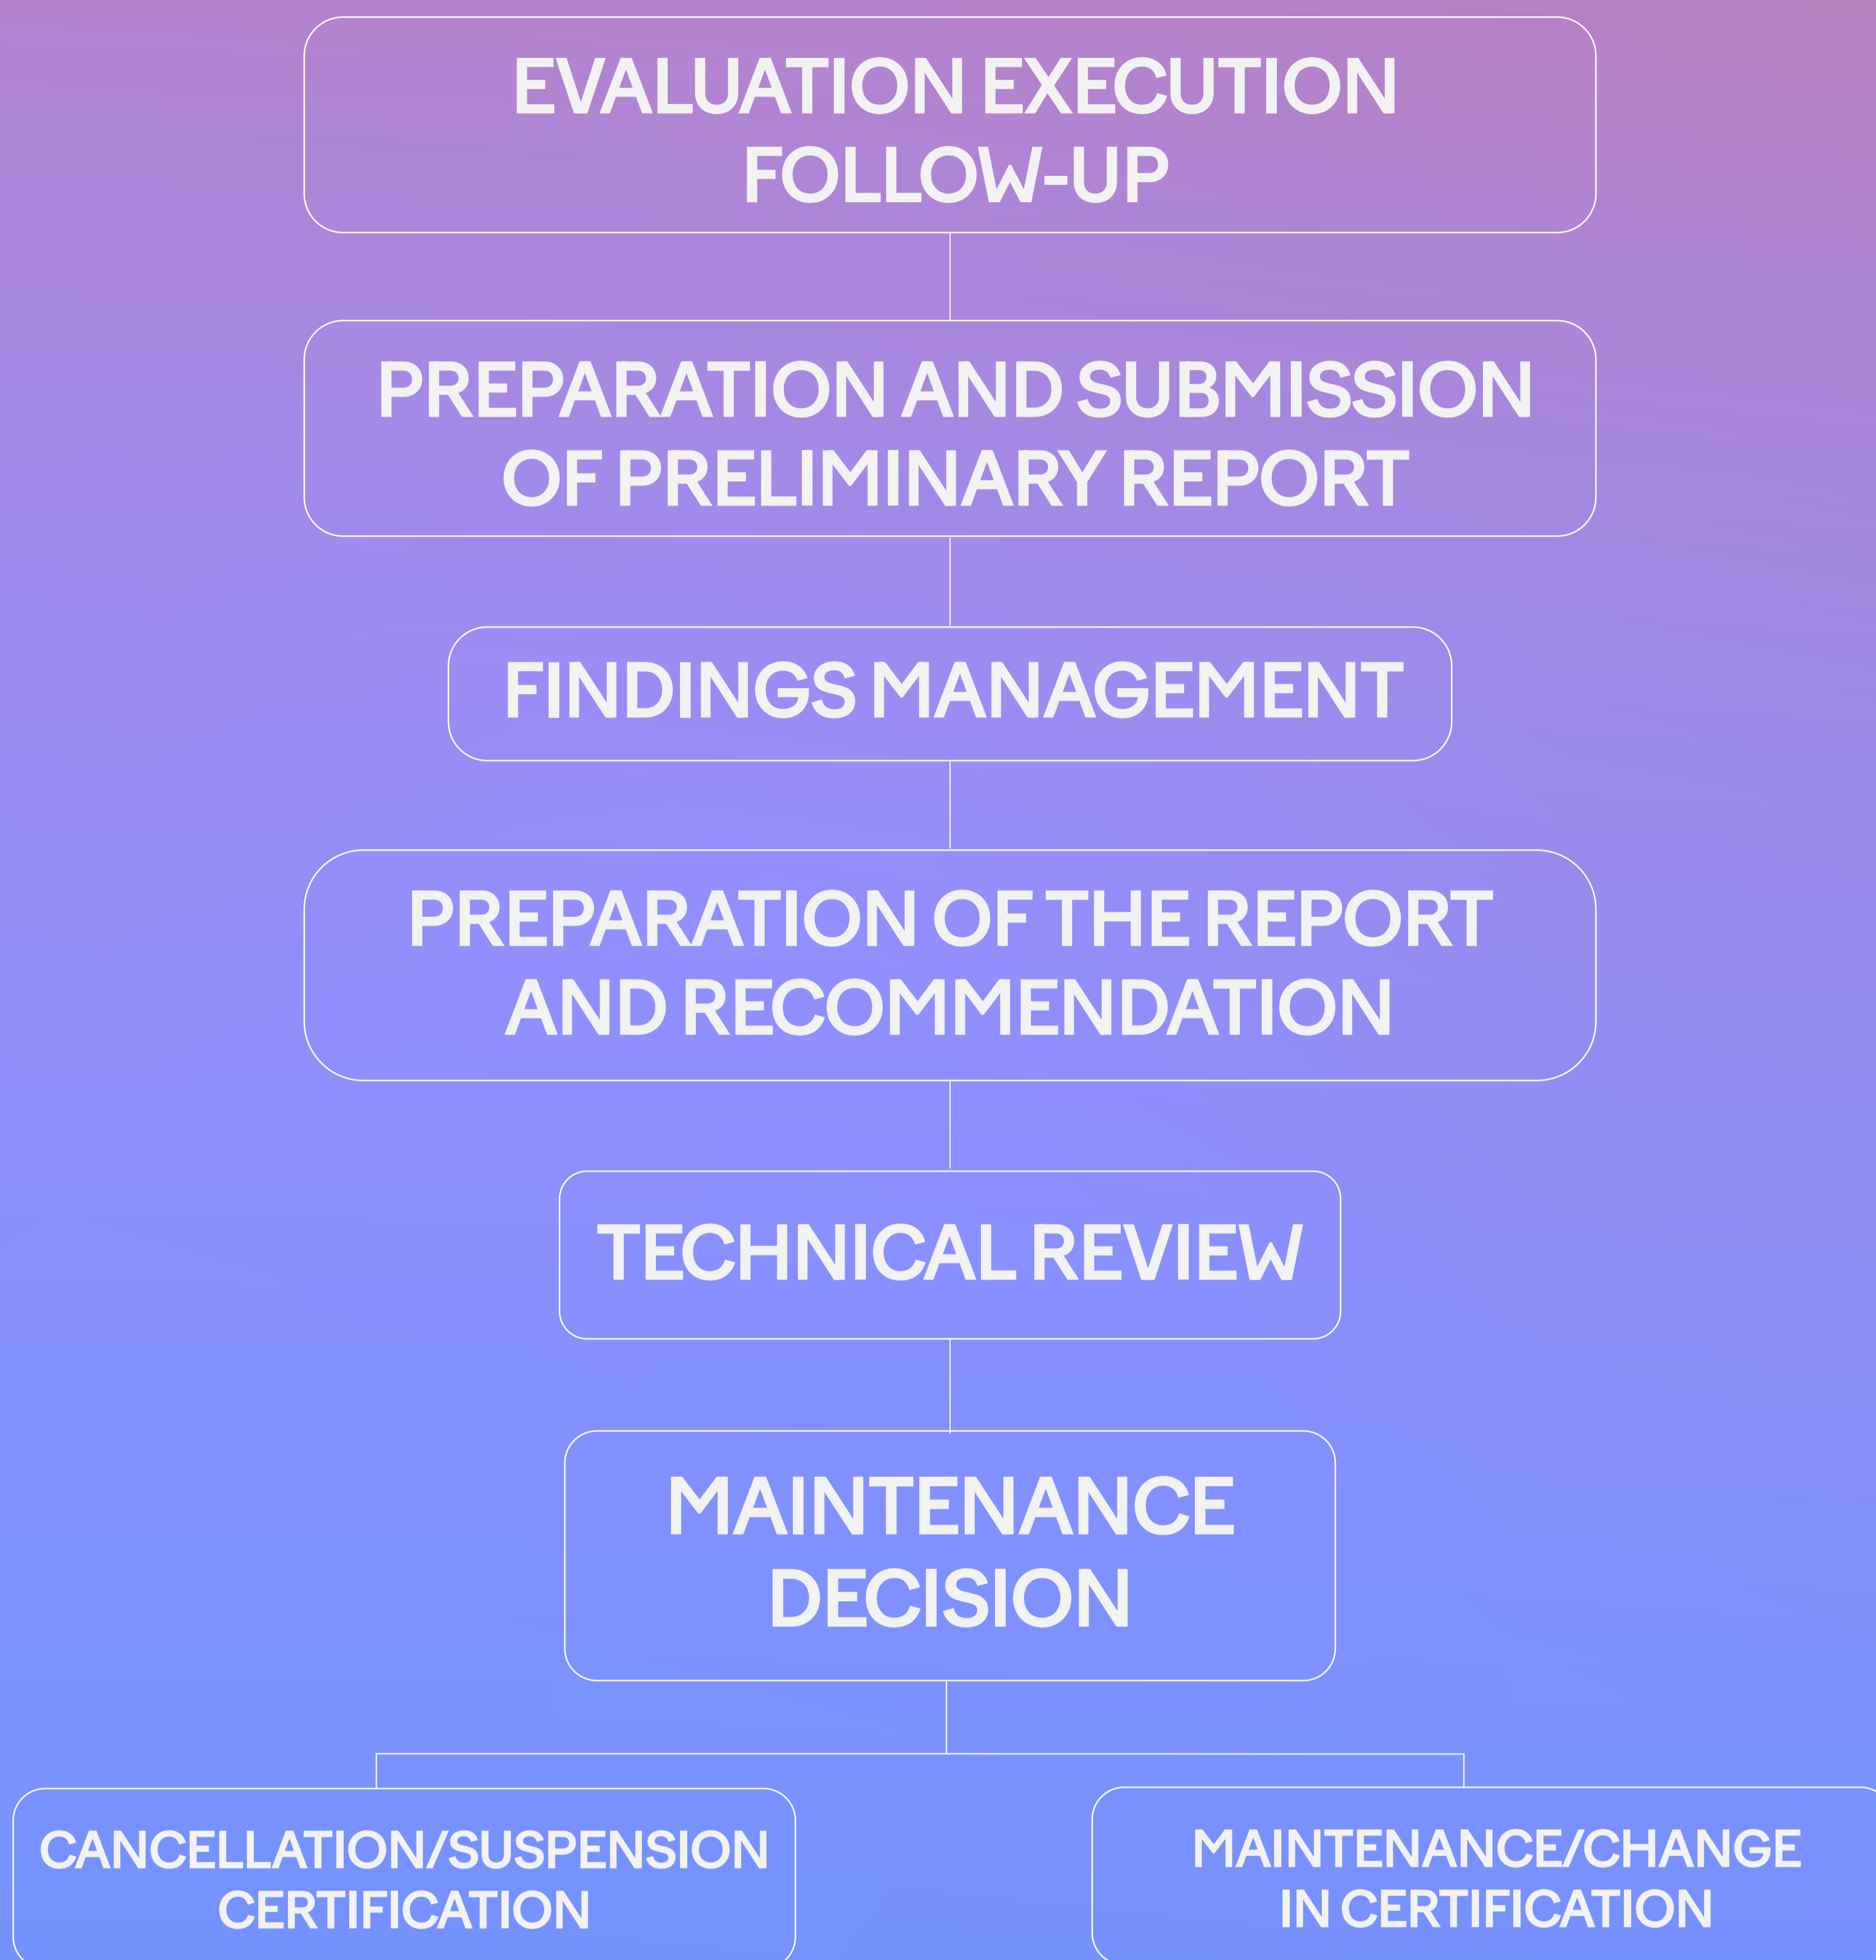 EVALUATION EXECUTION
FOLLOW-UP
PREPARATION AND SUBMISSION
OF PRELIMINARY REPORT
FINDINGS MANAGEMENT
PREPARATION OF THE REPORT
AND RECOMMENDATION
TECHNICAL REVIEW
MAINTENANCE
DECISION
CANCELLATION/SUSPENSION
CERTIFICATION
MAINTENANCE/CHANGE
IN CERTIFICATION